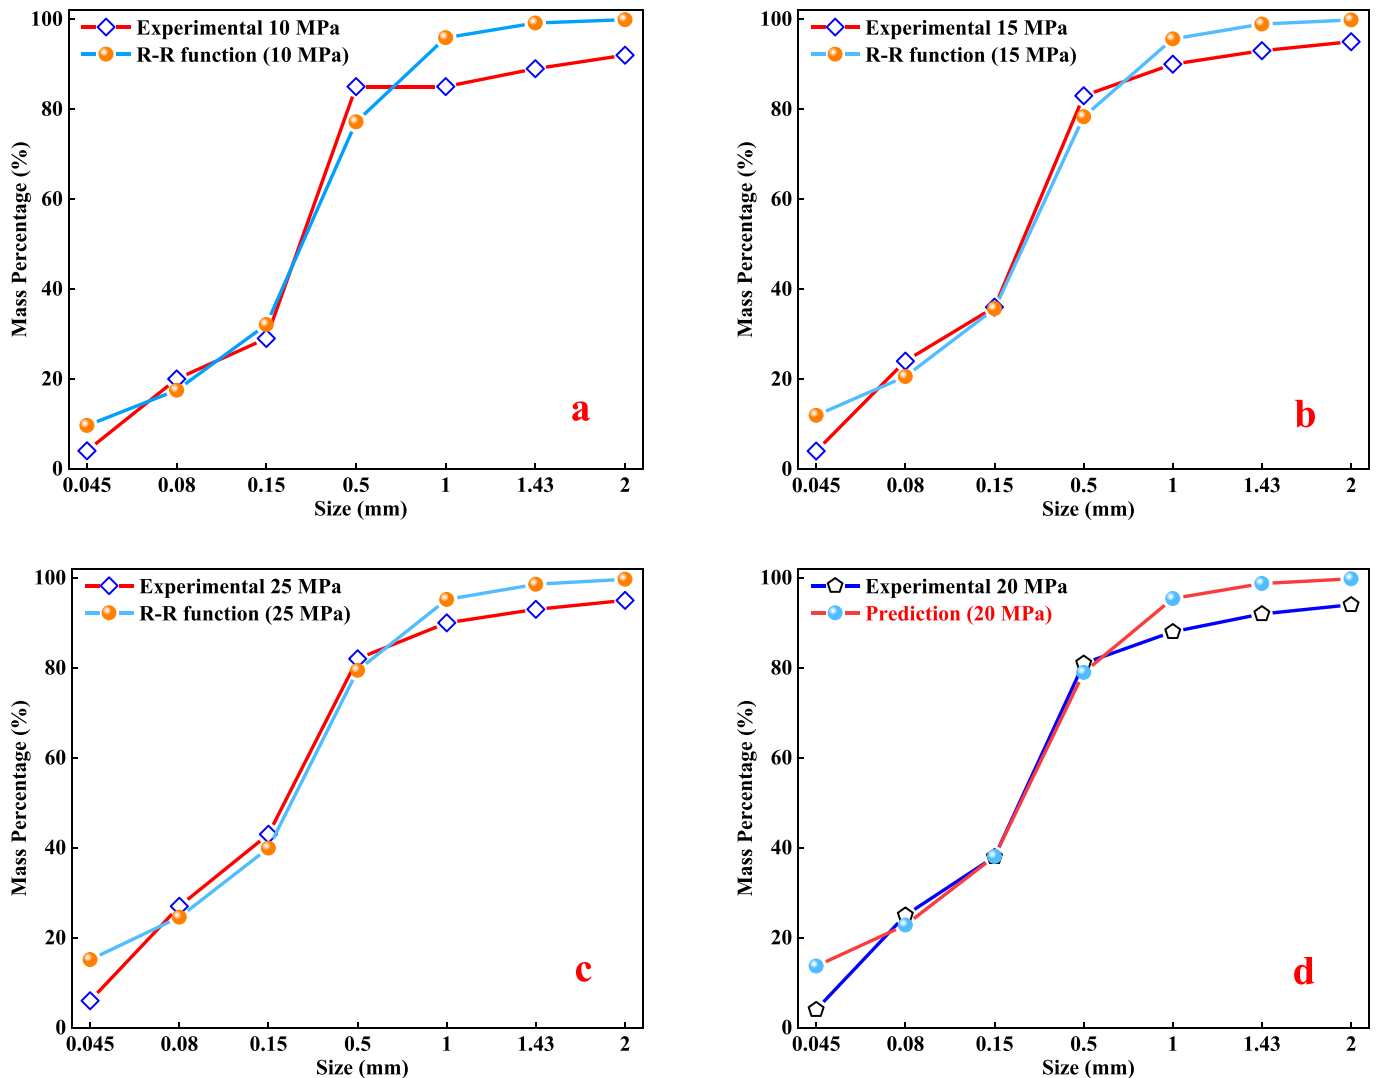 Experimental 10 MPa
R-R function (10 MPa)
Mass Percentage (%)
100
80
60
40
20
0
a
0.045 0.08 0.15 0.5 1 1.43 2
Size (mm)
Experimental 15 MPa
R-R function (15 MPa)
Mass Percentage (%)
100
80
60
40
20
0
b
0.045 0.08 0.15 0.5 1 1.43 2
Size (mm)
Experimental 25 MPa
R-R function (25 MPa)
Mass Percentage (%)
100
80
60
40
20
0
c
0.045 0.08 0.15 0.5 1 1.43 2
Size (mm)
Experimental 20 MPa
Prediction (20 MPa)
Mass Percentage (%)
100
80
60
40
20
0
d
0.045 0.08 0.15 0.5 1 1.43 2
Size (mm)